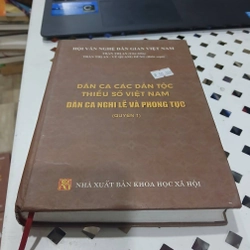 HỘI VĂN NGHỆ DÂN GIAN VIỆT NAM
DÂN CA CÁC DÂN TỘC
THIỂU SỐ VIỆT NAM
DÂN CA NGHI LỄ VÀ PHONG TỤC
(QUYỂN 1)
NHÀ XUẤT BẢN KHOA HỌC XÃ HỘI